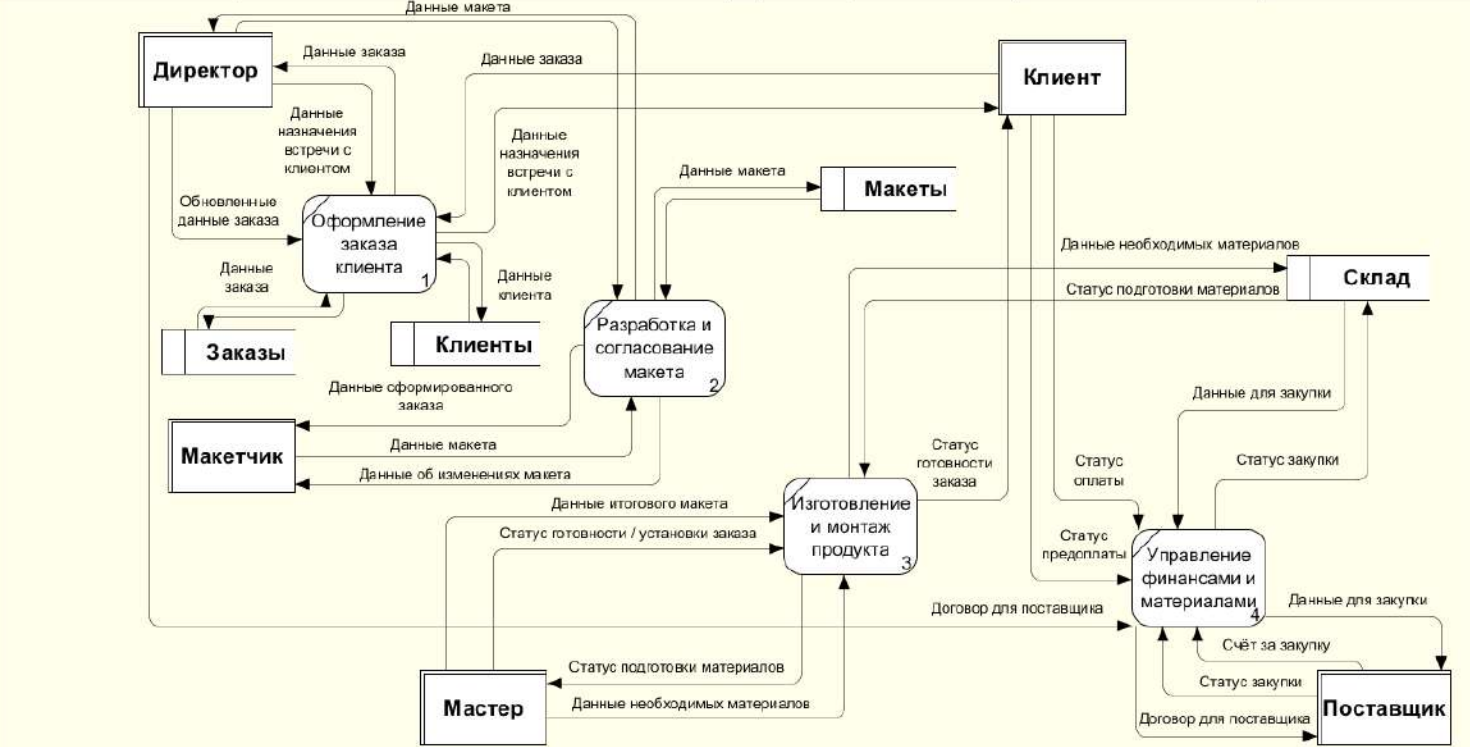 Данные макета
Директор
Данные заказа
Данные заказа
Клиент
Данные
назначения
встречи с
клиентом
Данные
назначения
встречи с
клиентом
Данные макета
Макеты
Обновленные
данные заказа
Оформление
заказа
клиента
1
Данные необходимых материалов
Склад
Статус подготовки материалов
Данные
заказа
Данные
клиента
Заказы
Клиенты
Разработка и
согласование
макета
2
Данные сформированного
заказа
Данные для закупки
Макетчик
Данные макета
Данные об изменениях макета
Статус
готовности
заказа
Статус
оплаты
Статус закупки
Данные итогового макета
Статус готовности / установки заказа
Изготовление
и монтаж
продукта
3
Статус
предоплаты
Управление
финансами и
материалами
4
Данные для закупки
Договор для поставщика
Счёт за закупку
Статус подготовки материалов
Статус закупки
Мастер
Данные необходимых материалов
Договор для поставщика
Поставщик